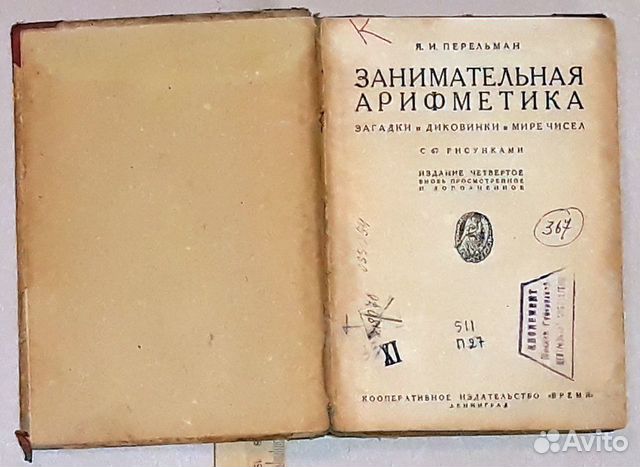 Я. И. ПЕРЕЛЬМАН
ЗАНИМАТЕЛЬНАЯ
АРИФМЕТИКА
ЗАГАДКИ И ДИКОВИНКИ В МИРЕ ЧИСЕЛ
С 67 РИСУНКАМИ
ИЗДАНИЕ ЧЕТВЕРТОЕ
ВНОВЬ ПРОСМОТРЕННОЕ
И ДОПОЛНЕННОЕ
367
IX
511
П27
КООПЕРАТИВНОЕ ИЗДАТЕЛЬСТВО «ВРЕМЯ»
ЛЕНИНГРАД
Avito